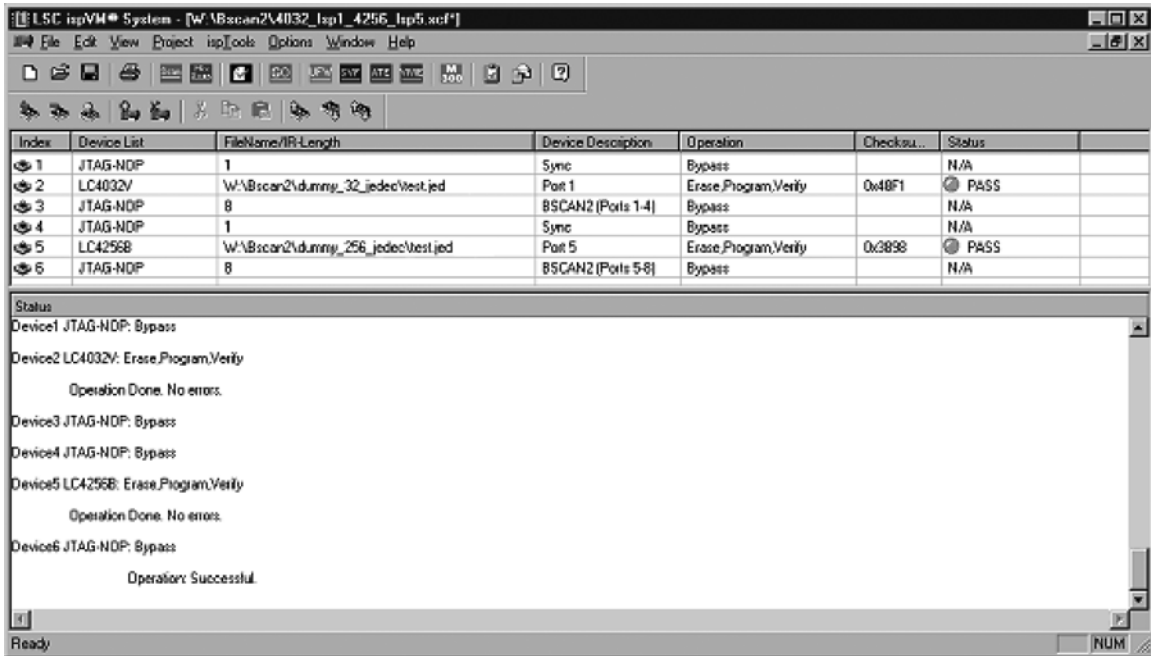 LSC ispVM® System - [W:\Bscan2\4032_lsp1_4256_lsp5.xcf*]
File Edit View Project ispTools Options Window Help
GO SVF ATE
Index Device List FileName/IR-Length Device Description Operation Checksu... Status
1 JTAG-NOP 1 Sync Bypass N/A
2 LC4032V W:\Bscan2\dummy_32_jedec\test.jed Port 1 Erase,Program,Verify 0x48F1 PASS
3 JTAG-NOP 8 BSCAN2 (Ports 1-4) Bypass N/A
4 JTAG-NOP 1 Sync Bypass N/A
5 LC4256B W:\Bscan2\dummy_256_jedec\test.jed Port 5 Erase,Program,Verify 0x3898 PASS
6 JTAG-NOP 8 BSCAN2 (Ports 5-8) Bypass N/A
Status
Device1 JTAG-NOP: Bypass
Device2 LC4032V: Erase,Program,Verify
Operation Done. No errors.
Device3 JTAG-NOP: Bypass
Device4 JTAG-NOP: Bypass
Device5 LC4256B: Erase,Program,Verify
Operation Done. No errors.
Device6 JTAG-NOP: Bypass
Operation: Successful.
Ready NUM